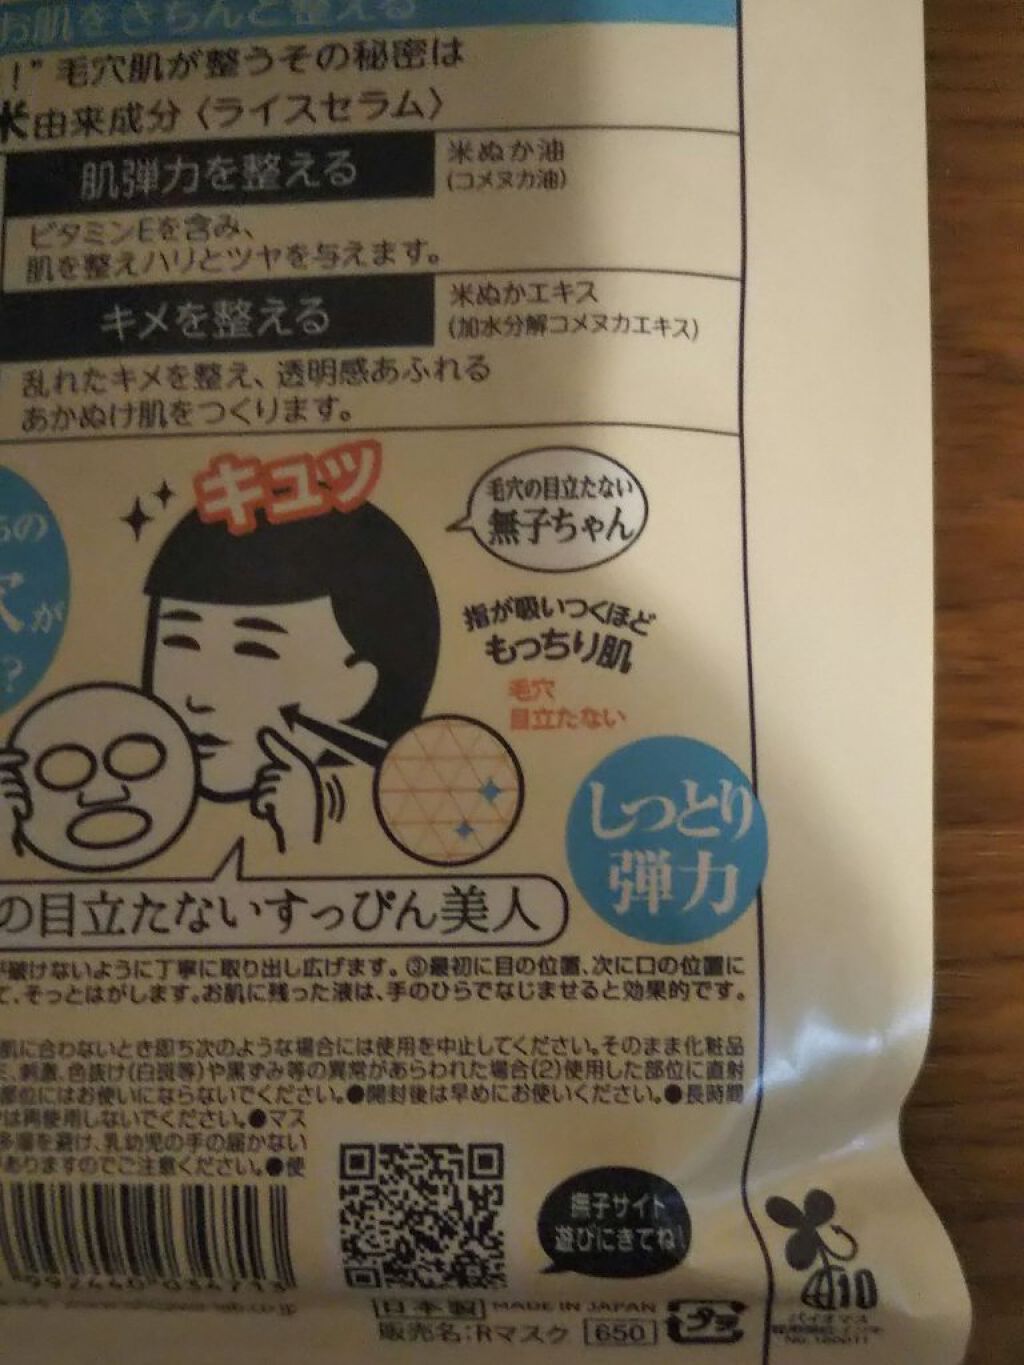 お肌をきちんと整える
！”毛穴肌が整うその秘密は
米由来成分〈ライスセラム〉
肌弾力を整える
米ぬか油
(コメヌカ油)
ビタミンEを含み、
肌を整えハリとツヤを与えます。
キメを整える
米ぬかエキス
(加水分解コメヌカエキス)
乱れたキメを整え、透明感あふれる
あかぬけ肌をつくります。
キュッ
毛穴の目立たない
無子ちゃん
の
穴が
?
指が吸いつくほど
もっちり肌
毛穴
目立たない
しっとり
弾力
の目立たないすっぴん美人
が破けないように丁寧に取り出し広げます。③最初に目の位置、次に口の位置に
て、そっとはがします。お肌に残った液は、手のひらでなじませると効果的です。
肌に合わないとき即ち次のような場合には使用を中止してください。そのまま化粧品
刺激、色抜け(白斑等)や黒ずみ等の異常があらわれた場合(2)使用した部位に直射
部位にはお使いにならないでください。●開封後は早めにお使いください。●長時間
は再使用しないでください。●マス
多湿を避け、乳幼児の手の届かない
がありますのでご注意ください。●使
撫子サイト
遊びにきてね!
日本製 MADE IN JAPAN
販売名:Rマスク 650
プラ
10
バイオマス